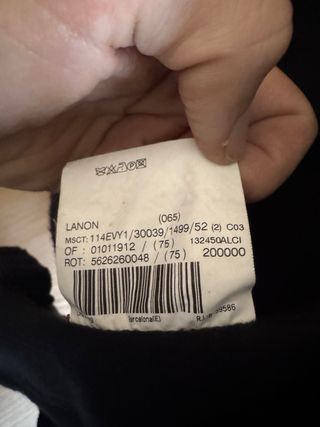 LANON (065)
MSCT: 114EVY1/30039/1499/52 (2) C03
OF : 01011912 / (75) 132450ALCI
ROT: 5626260048 / (75) 200000